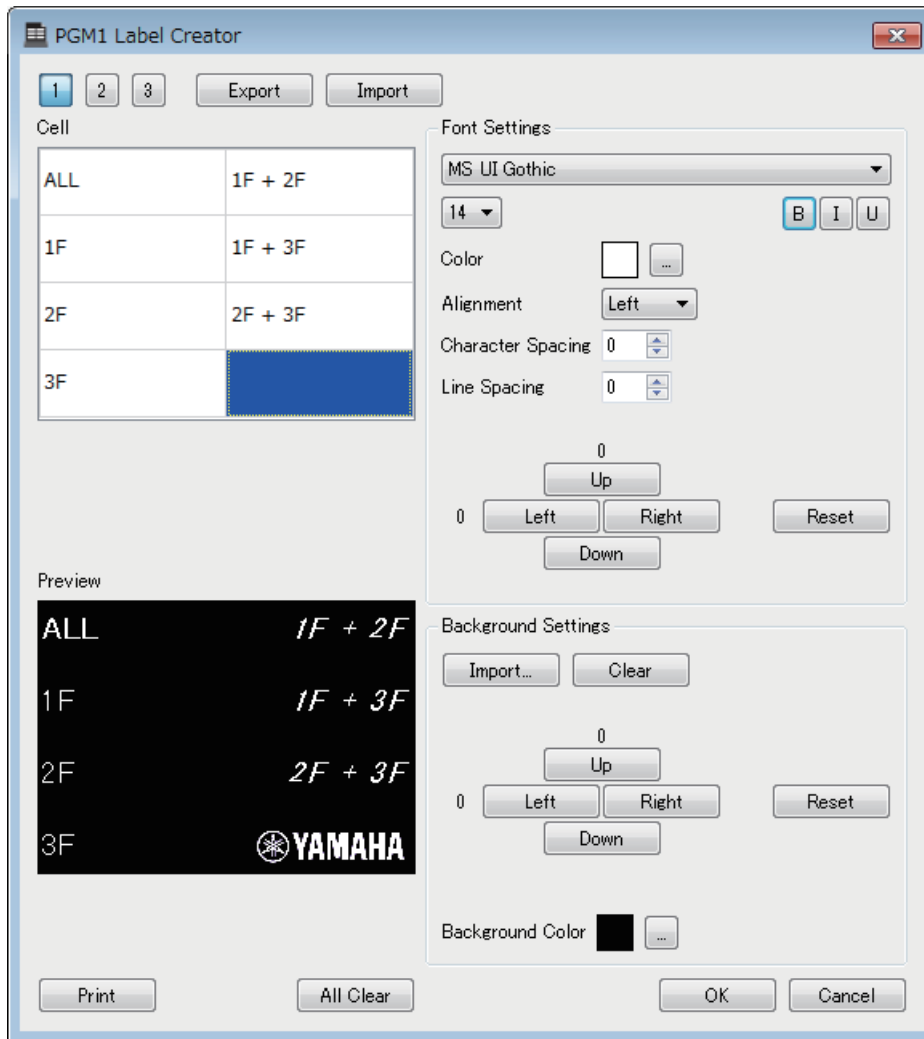 PGM1 Label Creator
1 2 3 Export Import
Cell
ALL 1F + 2F
1F 1F + 3F
2F 2F + 3F
3F
Font Settings
MS UI Gothic
14 B I U
Color ...
Alignment Left
Character Spacing 0
Line Spacing 0
0
Up
0 Left Right Reset
Down
Preview
ALL 1F + 2F
1F 1F + 3F
2F 2F + 3F
3F YAMAHA
Background Settings
Import... Clear
0
Up
0 Left Right Reset
Down
Background Color ...
Print All Clear OK Cancel